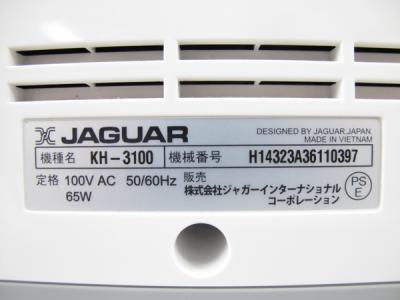 JAGUAR
DESIGNED BY JAGUAR.JAPAN.
MADE IN VIETNAM
機種名 KH-3100 機械番号 H14323A36110397
定格 100V AC 50/60Hz
65W
販売
株式会社ジャガーインターナショナル
コーポレーション
PS
E